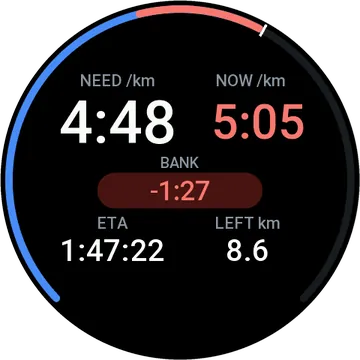 NEED /km NOW /km
4:48 5:05
BANK
-1:27
ETA LEFT km
1:47:22 8.6